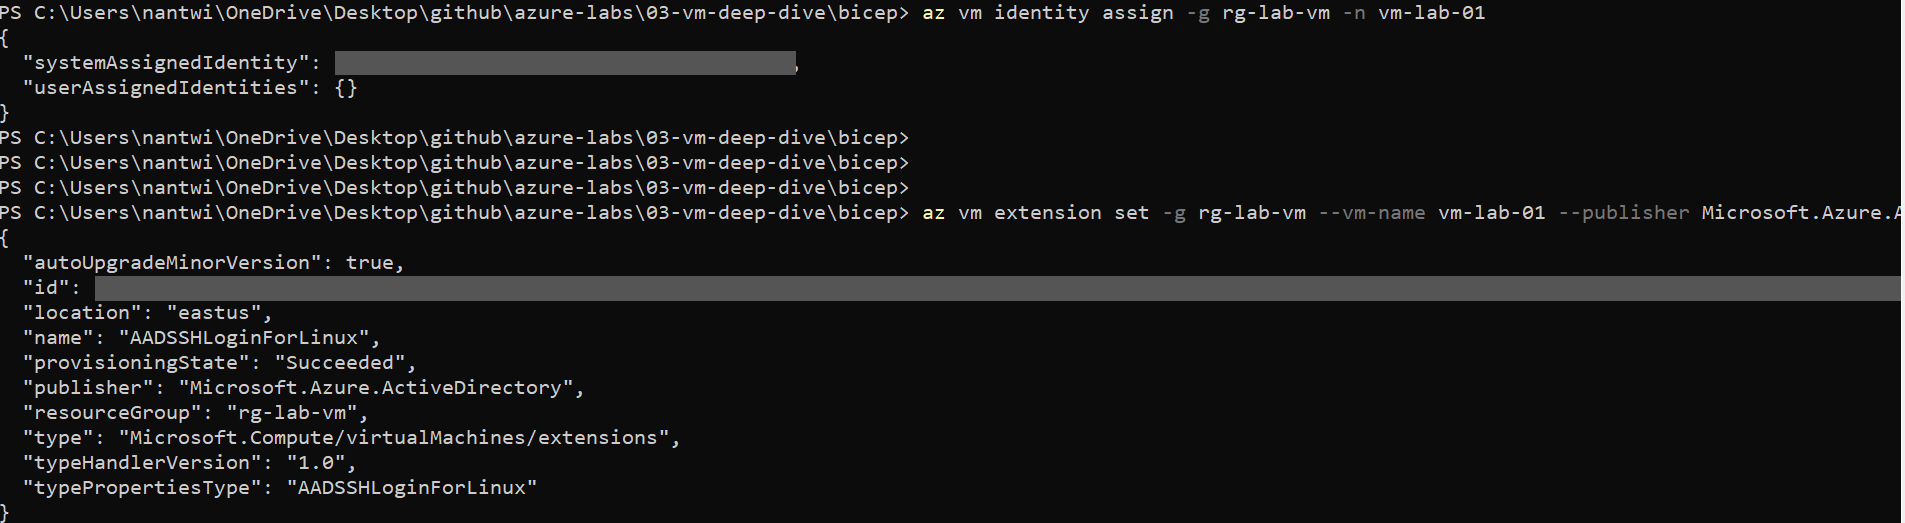 PS C:\Users\nantwi\OneDrive\Desktop\github\azure-labs\03-vm-deep-dive\bicep> az vm identity assign -g rg-lab-vm -n vm-lab-01
{
  "systemAssignedIdentity": ,
  "userAssignedIdentities": {}
}
PS C:\Users\nantwi\OneDrive\Desktop\github\azure-labs\03-vm-deep-dive\bicep>
PS C:\Users\nantwi\OneDrive\Desktop\github\azure-labs\03-vm-deep-dive\bicep>
PS C:\Users\nantwi\OneDrive\Desktop\github\azure-labs\03-vm-deep-dive\bicep>
PS C:\Users\nantwi\OneDrive\Desktop\github\azure-labs\03-vm-deep-dive\bicep> az vm extension set -g rg-lab-vm --vm-name vm-lab-01 --publisher Microsoft.Azure.A
{
  "autoUpgradeMinorVersion": true,
  "id":
  "location": "eastus",
  "name": "AADSSHLoginForLinux",
  "provisioningState": "Succeeded",
  "publisher": "Microsoft.Azure.ActiveDirectory",
  "resourceGroup": "rg-lab-vm",
  "type": "Microsoft.Compute/virtualMachines/extensions",
  "typeHandlerVersion": "1.0",
  "typePropertiesType": "AADSSHLoginForLinux"
}